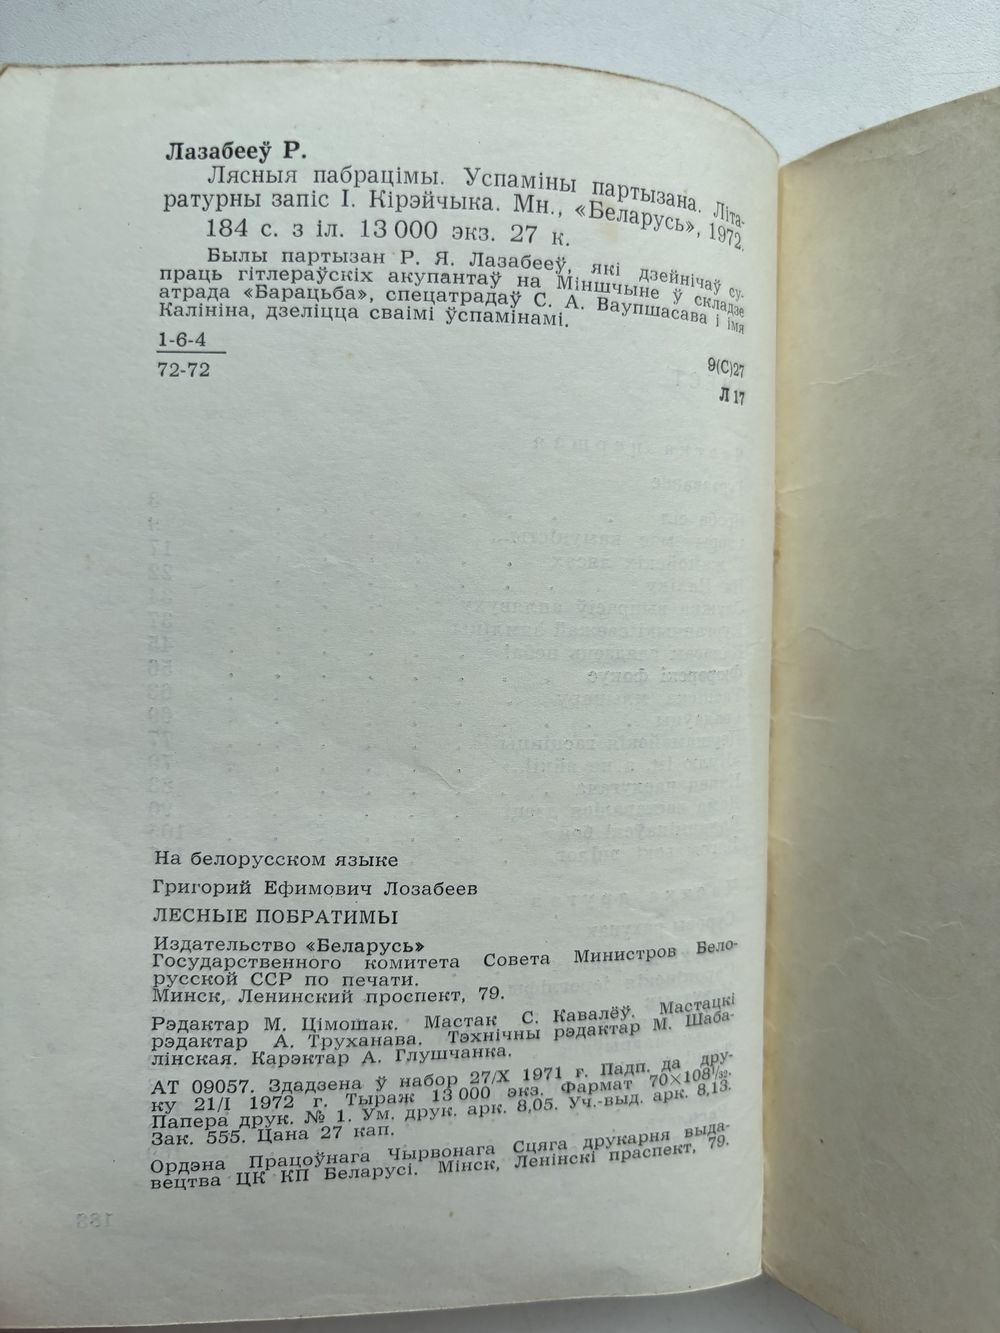 Лазабееў Р.
Лясныя пабрацімы. Успаміны партызана. Літа-
ратурны запіс І. Кірэйчыка. Мн., «Беларусь», 1972.
184 с. з іл. 13 000 экз. 27 к.
Былы партызан Р. Я. Лазабееў, які дзейнічаў су-
праць гітлераўскіх акупантаў на Міншчыне ў складзе
атрада «Барацьба», спецатрадаў С. А. Ваупшасава і імя
Калініна, дзеліцца сваімі ўспамінамі.
1-6-4
72-72
9(С)27
Л 17
На белорусском языке
Григорий Ефимович Лозабеев
ЛЕСНЫЕ ПОБРАТИМЫ
Издательство «Беларусь»
Государственного комитета Совета Министров Бело-
русской ССР по печати.
Минск, Ленинский проспект, 79.
Рэдактар М. Цімошак. Мастак С. Кавалёў. Мастацкі
рэдактар А. Труханава. Тэхнічны рэдактар М. Шаба-
лінская. Карэктар А. Глушчанка.
АТ 09057. Здадзена ў набор 27/X 1971 г. Падп. да дру-
ку 21/I 1972 г. Тыраж 13 000 экз. Фармат 70×108 1/32.
Папера друк. № 1. Ум. друк. арк. 8,05. Уч.-выд. арк. 8,13.
Зак. 555. Цана 27 кап.
Ордэна Працоўнага Чырвонага Сцяга друкарня выда-
вецтва ЦК КП Беларусі. Мінск, Ленінскі праспект, 79.